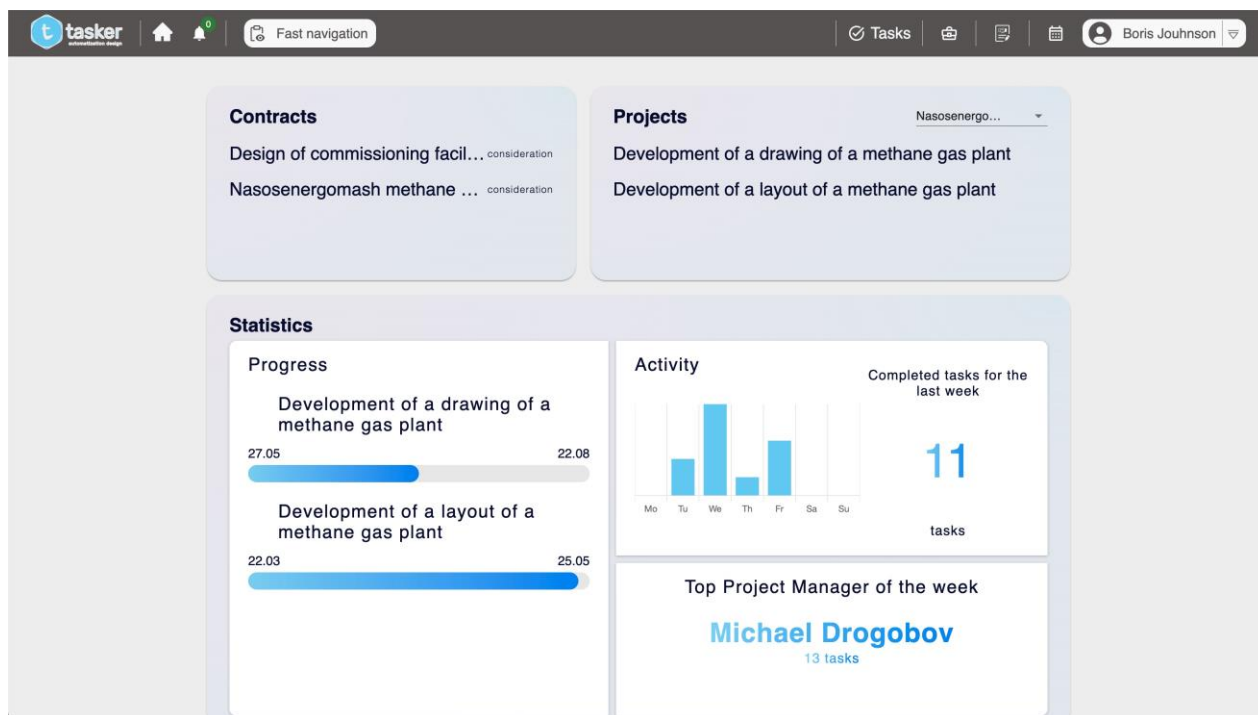 tasker
automatisation design
0
Fast navigation
Tasks
Boris Jouhnson
Contracts
Design of commissioning facil... consideration
Nasosenergomash methane ... consideration
Projects
Nasosenergo...
Development of a drawing of a methane gas plant
Development of a layout of a methane gas plant
Statistics
Progress
Development of a drawing of a
methane gas plant
27.05 22.08
Development of a layout of a
methane gas plant
22.03 25.05
Activity
Mo Tu We Th Fr Sa Su
Completed tasks for the
last week
11
tasks
Top Project Manager of the week
Michael Drogobov
13 tasks